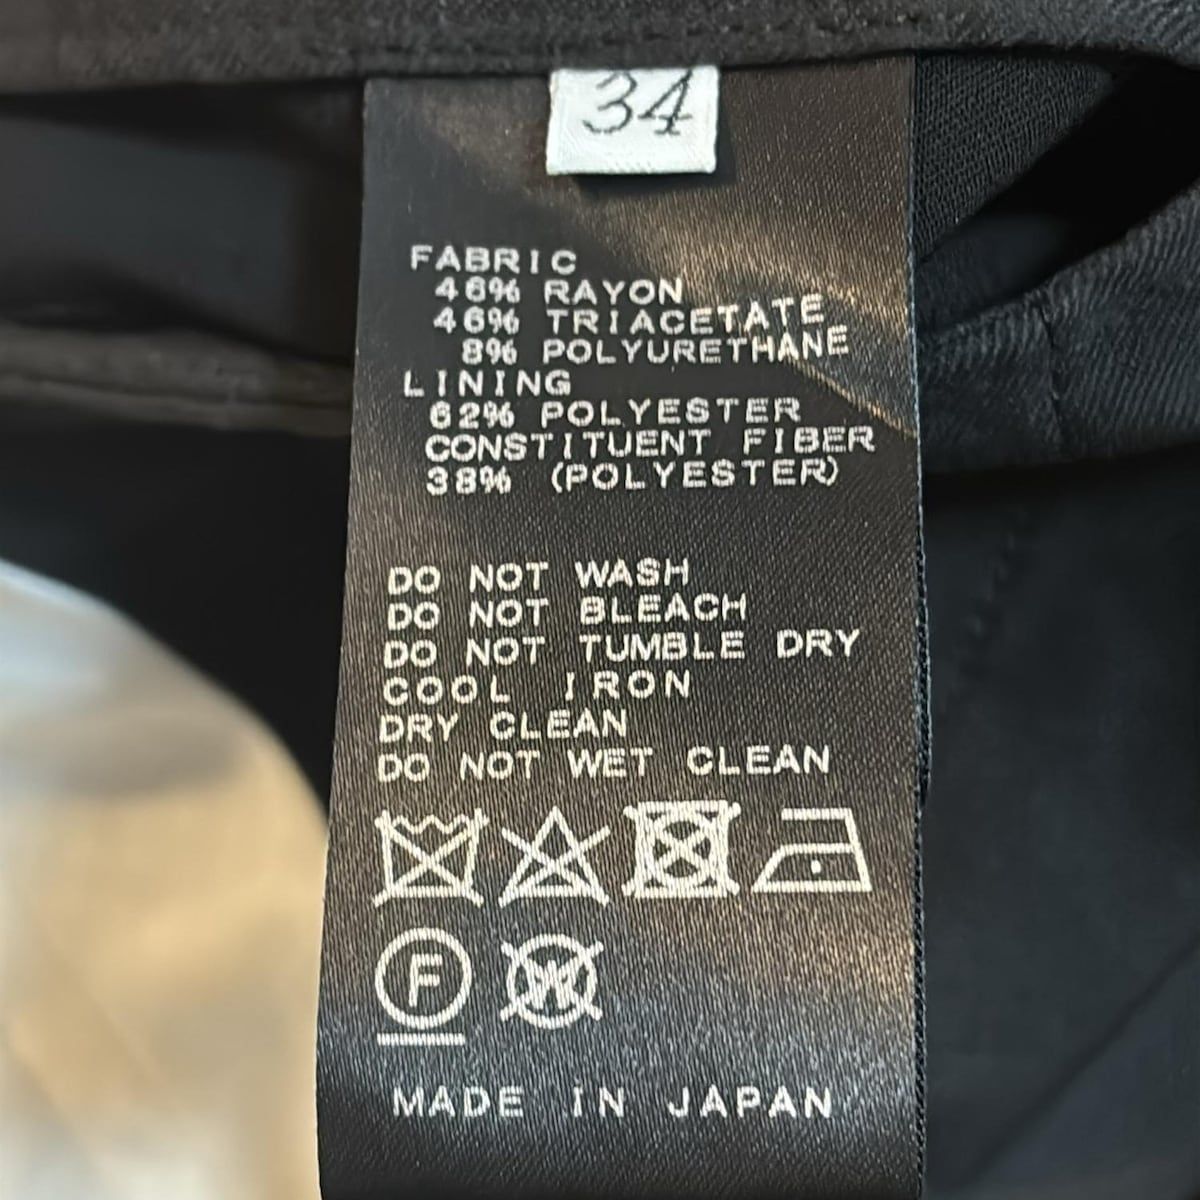 34
FABRIC
46% RAYON
46% TRIACETATE
8% POLYURETHANE
LINING
62% POLYESTER
CONSTITUENT FIBER
38% (POLYESTER)
DO NOT WASH
DO NOT BLEACH
DO NOT TUMBLE DRY
COOL IRON
DRY CLEAN
DO NOT WET CLEAN
F W
MADE IN JAPAN